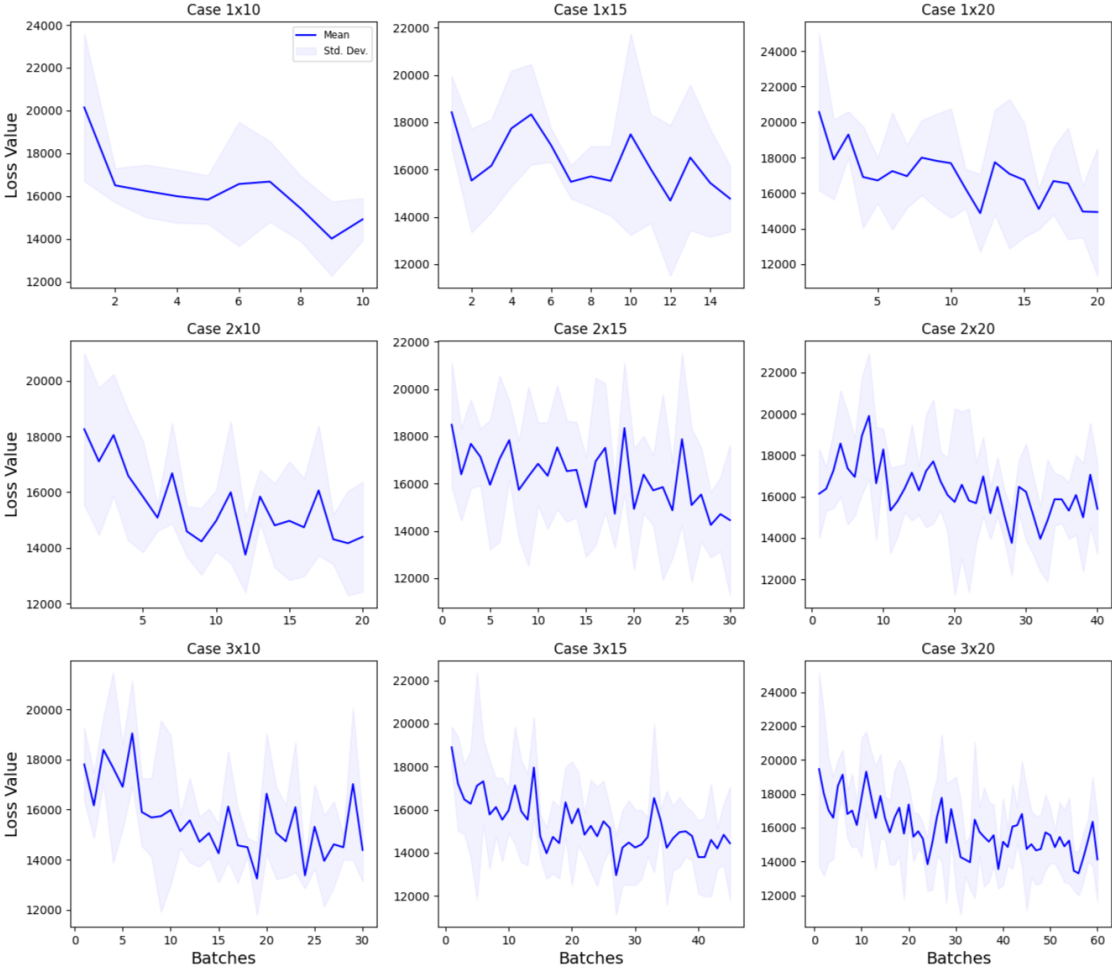 Case 1x10
24000
22000
20000
18000
16000
14000
12000
Loss Value
2 4 6 8 10
Mean
Std. Dev.
Case 1x15
22000
20000
18000
16000
14000
12000
2 4 6 8 10 12 14
Case 1x20
24000
22000
20000
18000
16000
14000
12000
5 10 15 20
Case 2x10
20000
18000
16000
14000
12000
Loss Value
5 10 15 20
Case 2x15
22000
20000
18000
16000
14000
12000
0 5 10 15 20 25 30
Case 2x20
22000
20000
18000
16000
14000
12000
0 10 20 30 40
Case 3x10
20000
18000
16000
14000
12000
Loss Value
0 5 10 15 20 25 30
Batches
Case 3x15
22000
20000
18000
16000
14000
12000
0 10 20 30 40
Batches
Case 3x20
24000
22000
20000
18000
16000
14000
12000
0 10 20 30 40 50 60
Batches